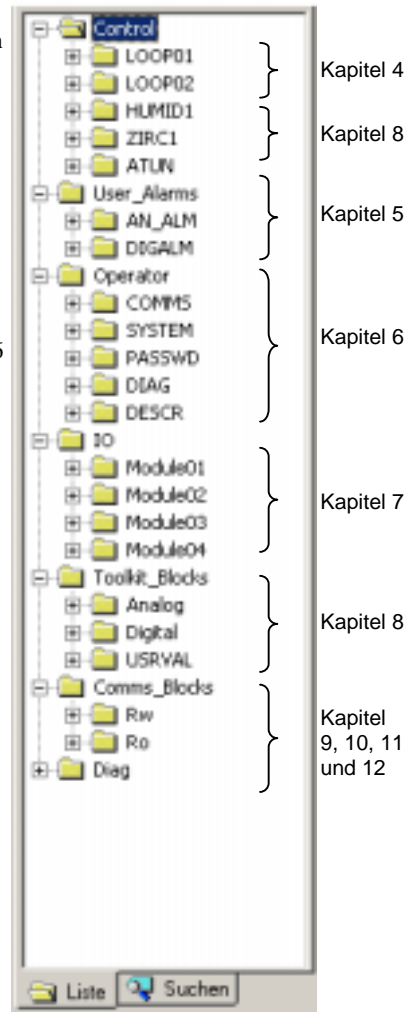 Control
LOOP01
LOOP02
Kapitel 4
HUMID1
ZIRC1
ATUN
Kapitel 8
User_Alarms
AN_ALM
DIGALM
Kapitel 5
Operator
COMMS
SYSTEM
PASSWD
DIAG
DESCR
Kapitel 6
IO
Module01
Module02
Module03
Module04
Kapitel 7
Toolkit_Blocks
Analog
Digital
USRVAL
Kapitel 8
Comms_Blocks
Rw
Ro
Diag
Kapitel
9, 10, 11
und 12
Liste
Suchen